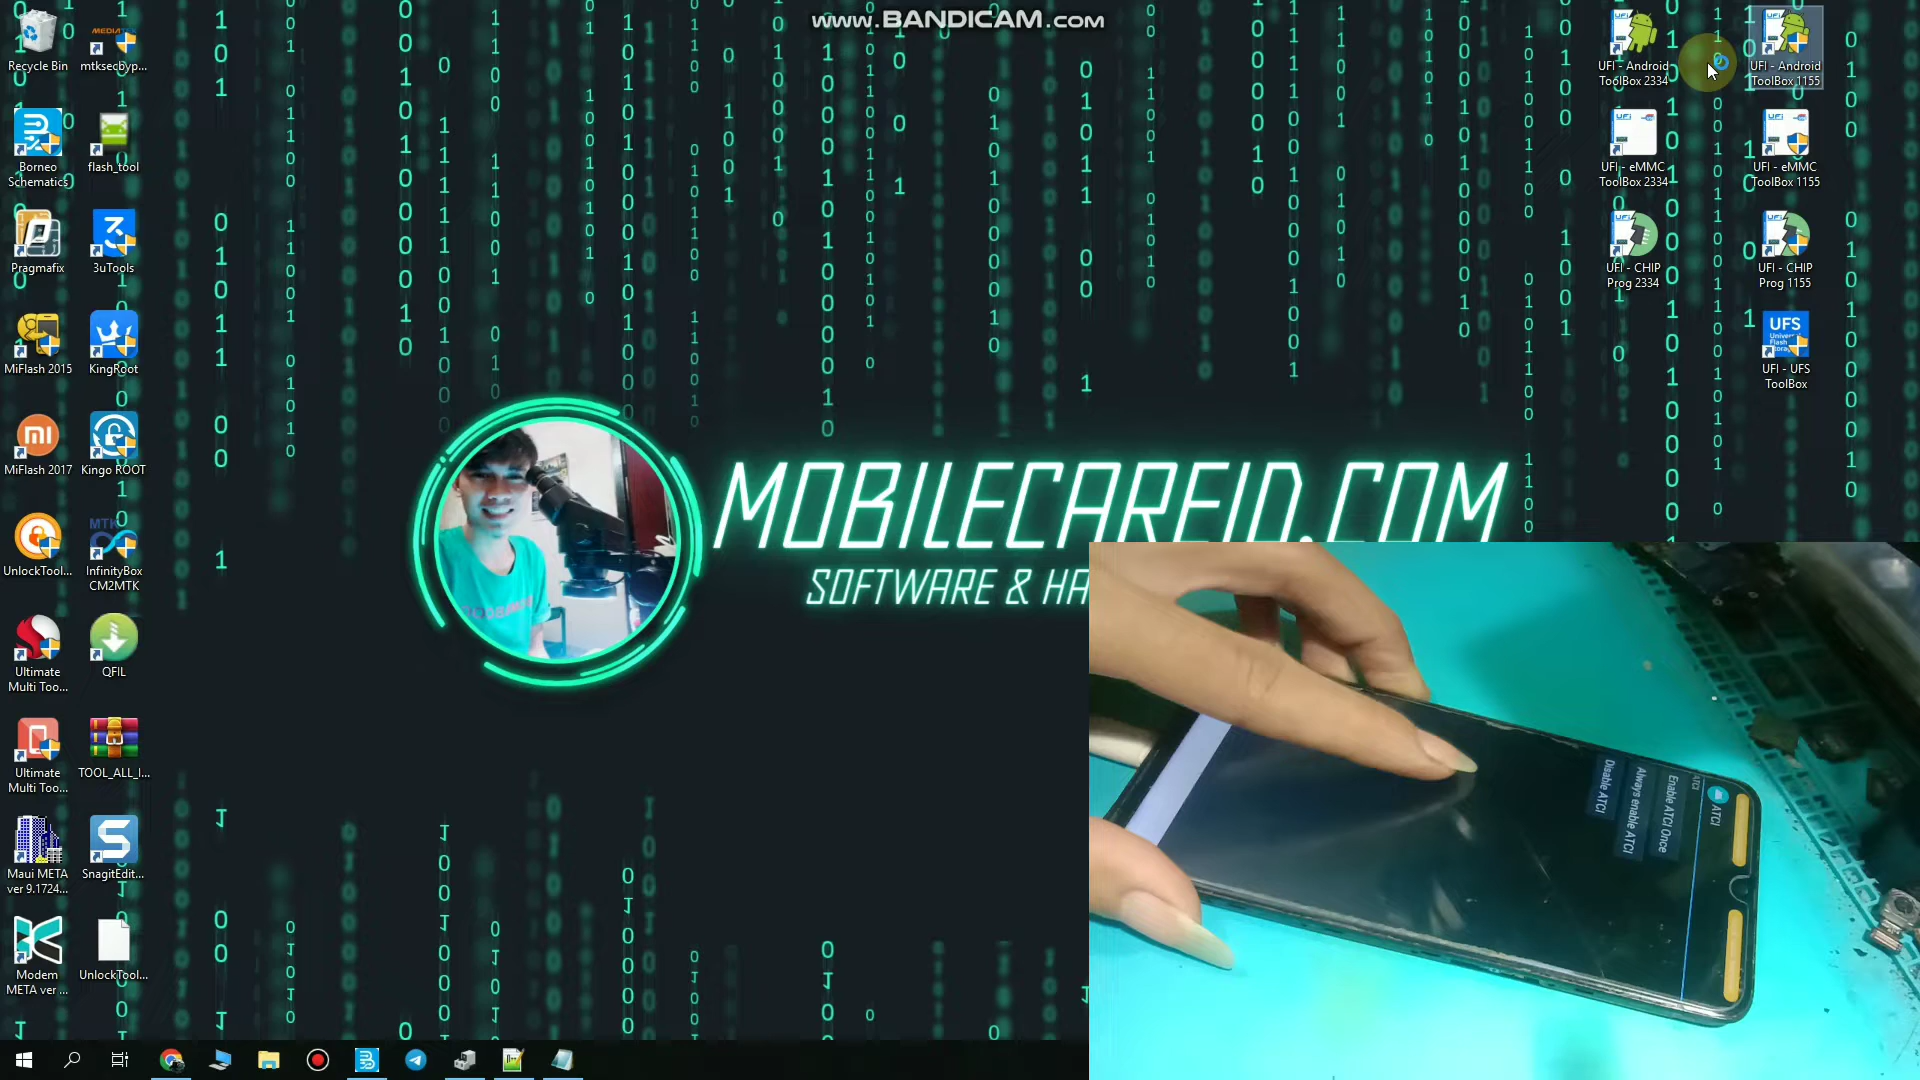 www.BANDICAM.com
Recycle Bin
MEDIATEK
mtksecbyp...
Borneo
Schematics
flash_tool
Pragmafix
3uTools
MiFlash 2015
KingRoot
MiFlash 2017
Kingo ROOT
UnlockTool...
MTK
InfinityBox
CM2MTK
Ultimate
Multi Too...
QFIL
Ultimate
Multi Too...
TOOL_ALL_I...
Maui META
ver 9.1724...
SnagitEdit...
Modem
META ver ...
UnlockTool...
UFI - Android
ToolBox 2334
UFI - Android
ToolBox 1155
UFI - eMMC
ToolBox 2334
UFI - eMMC
ToolBox 1155
UFI - CHIP
Prog 2334
UFI - CHIP
Prog 1155
UFS
UFI - UFS
ToolBox
MOBILECAREID.COM
SOFTWARE & HA
ATCI
ATCI
Enable ATCI Once
Always enable ATCI
Disable ATCI